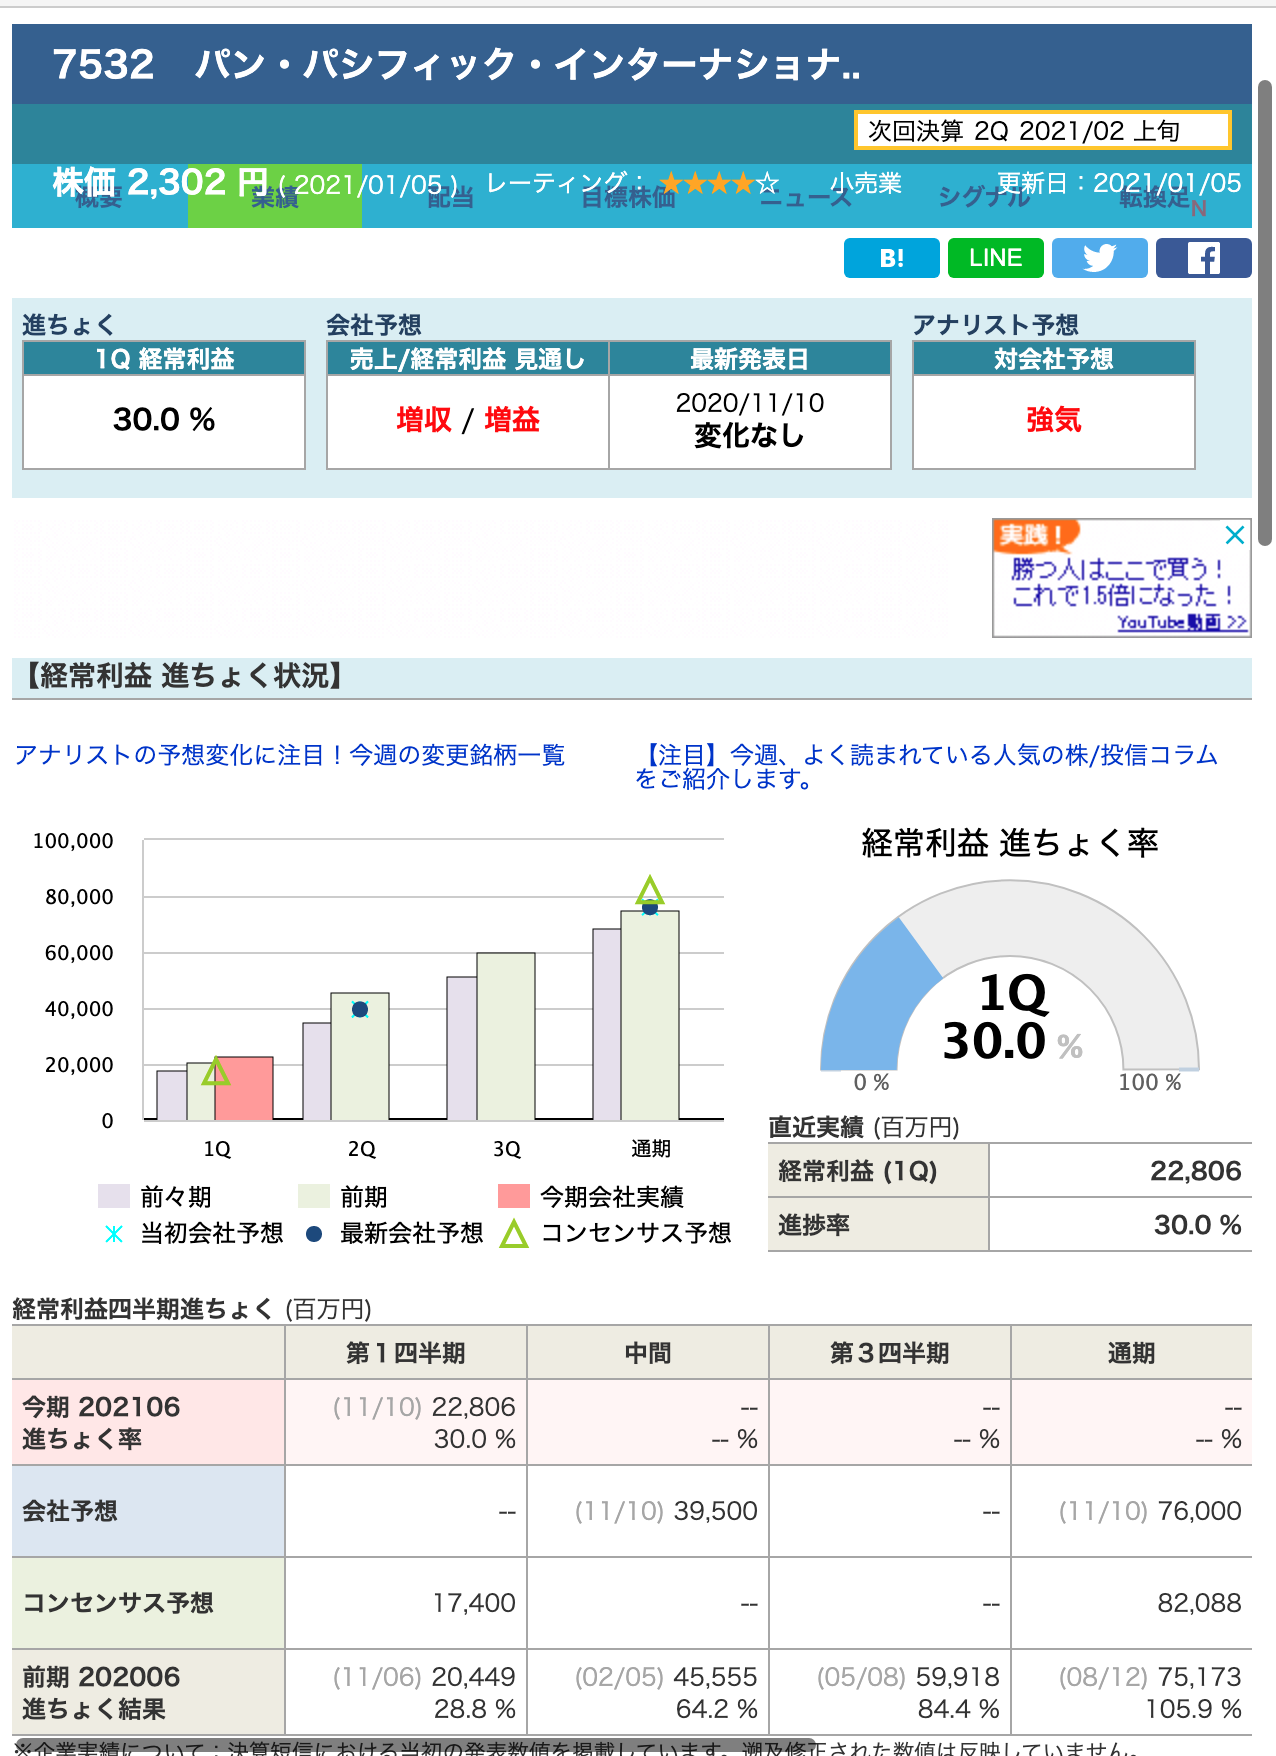 7532 パン・パシフィック・インターナショナ..
次回決算 2Q 2021/02 上旬
株価 2,302 円 ( 2021/01/05 ) レーティング： ★★★★☆ 小売業 更新日：2021/01/05
概要 業績 配当 目標株価 ニュース シグナル 転換足N
B! LINE
進ちょく 会社予想 アナリスト予想
1Q 経常利益 売上/経常利益 見通し 最新発表日 対会社予想
30.0 % 増収 / 増益 2020/11/10 強気
変化なし
実践！
勝つ人はここで買う！
これで1.5倍になった！
YouTube動画 >>
【経常利益 進ちょく状況】
アナリストの予想変化に注目！今週の変更銘柄一覧
【注目】今週、よく読まれている人気の株/投信コラム
をご紹介します。
100,000
80,000
60,000
40,000
20,000
0
1Q 2Q 3Q 通期
前々期 前期 今期会社実績
当初会社予想 最新会社予想 コンセンサス予想
経常利益 進ちょく率
1Q
30.0 %
0 % 100 %
直近実績 (百万円)
経常利益 (1Q) 22,806
進捗率 30.0 %
経常利益四半期進ちょく (百万円)
第１四半期 中間 第３四半期 通期
今期 202106 (11/10) 22,806 -- -- --
進ちょく率 30.0 % -- % -- % -- %
会社予想 -- (11/10) 39,500 -- (11/10) 76,000
コンセンサス予想 17,400 -- -- 82,088
前期 202006 (11/06) 20,449 (02/05) 45,555 (05/08) 59,918 (08/12) 75,173
進ちょく結果 28.8 % 64.2 % 84.4 % 105.9 %
※企業実績について：決算短信における当初の発表数値を掲載しています。遡及修正された数値は反映していません。